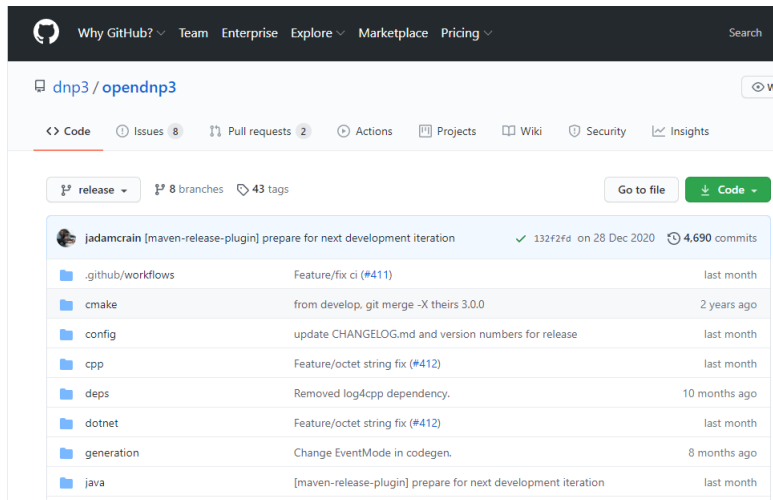 Why GitHub? Team Enterprise Explore Marketplace Pricing Search
dnp3 / opendnp3
Code Issues 8 Pull requests 2 Actions Projects Wiki Security Insights
release 8 branches 43 tags Go to file Code
jadamcrain [maven-release-plugin] prepare for next development iteration 132f2fd on 28 Dec 2020 4,690 commits
.github/workflows Feature/fix ci (#411) last month
cmake from develop, git merge -X theirs 3.0.0 2 years ago
config update CHANGELOG.md and version numbers for release last month
cpp Feature/octet string fix (#412) last month
deps Removed log4cpp dependency. 10 months ago
dotnet Feature/octet string fix (#412) last month
generation Change EventMode in codegen. 8 months ago
java [maven-release-plugin] prepare for next development iteration last month